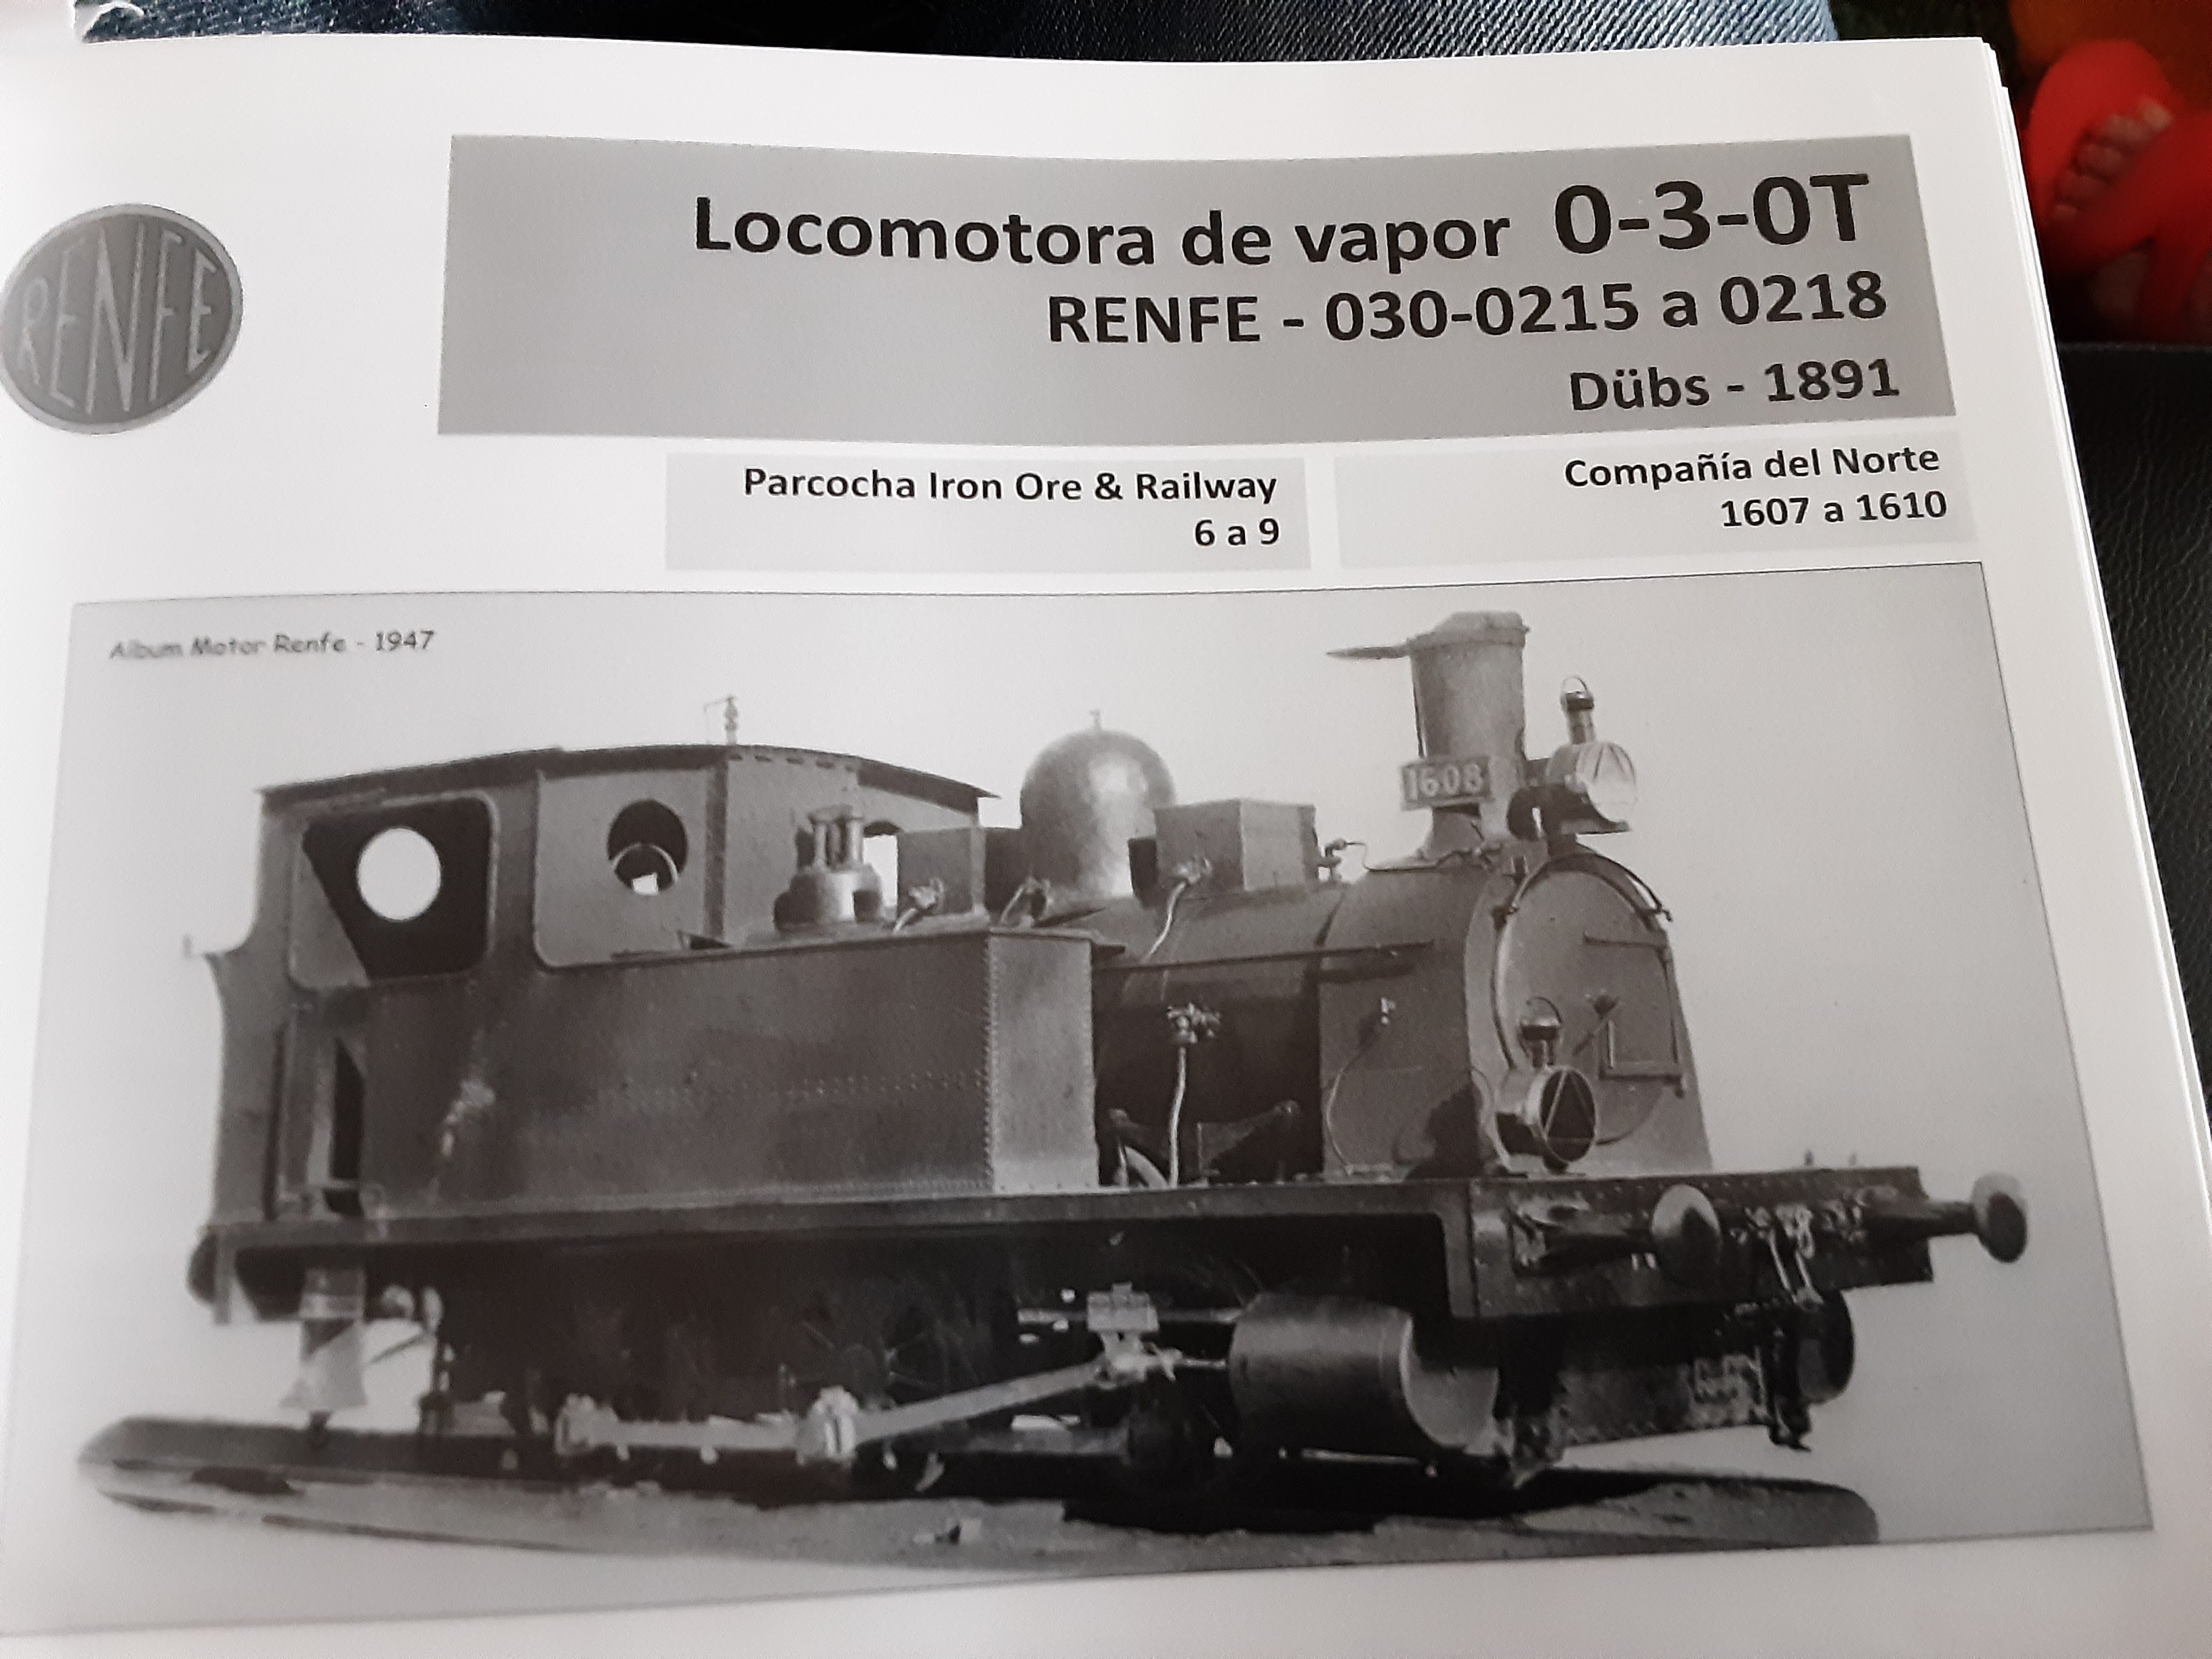 RENFE
Locomotora de vapor 0-3-0T
RENFE - 030-0215 a 0218
Dübs - 1891
Parcocha Iron Ore & Railway
6 a 9
Compañía del Norte
1607 a 1610
Album Motor Renfe - 1947
1608